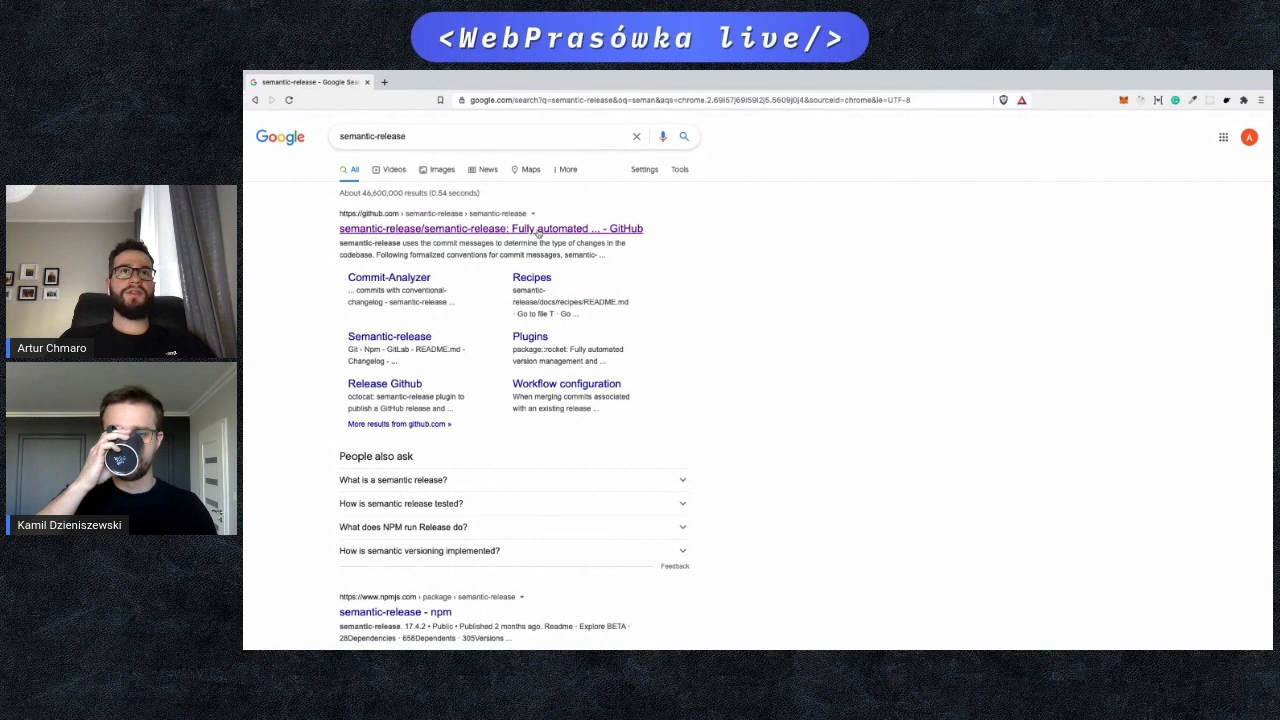 <WebPrasówka live/>
semantic-release - Google Sea
google.com/search?q=semantic-release&oq=seman&aqs=chrome.2.69i57j69i59l2j5.5609j0j4&sourceid=chrome&ie=UTF-8
Google
semantic-release
A
All
Videos
Images
News
Maps
More
Settings
Tools
About 46,600,000 results (0.54 seconds)
https://github.com › semantic-release › semantic-release
semantic-release/semantic-release: Fully automated ... - GitHub
semantic-release uses the commit messages to determine the type of changes in the
codebase. Following formalized conventions for commit messages, semantic- ...
Commit-Analyzer
... commits with conventional-
changelog - semantic-release ...
Recipes
semantic-
release/docs/recipes/README.md
· Go to file T · Go ...
Semantic-release
Git - Npm - GitLab - README.md -
Changelog - ...
Plugins
package::rocket: Fully automated
version management and ...
Release Github
octocat: semantic-release plugin to
publish a GitHub release and ...
Workflow configuration
When merging commits associated
with an existing release ...
More results from github.com »
People also ask
What is a semantic release?
How is semantic release tested?
What does NPM run Release do?
How is semantic versioning implemented?
Feedback
https://www.npmjs.com › package › semantic-release
semantic-release - npm
semantic-release. 17.4.2 • Public • Published 2 months ago. Readme · Explore BETA ·
28Dependencies · 658Dependents · 305Versions ...
Artur Chmaro
Kamil Dzieniszewski